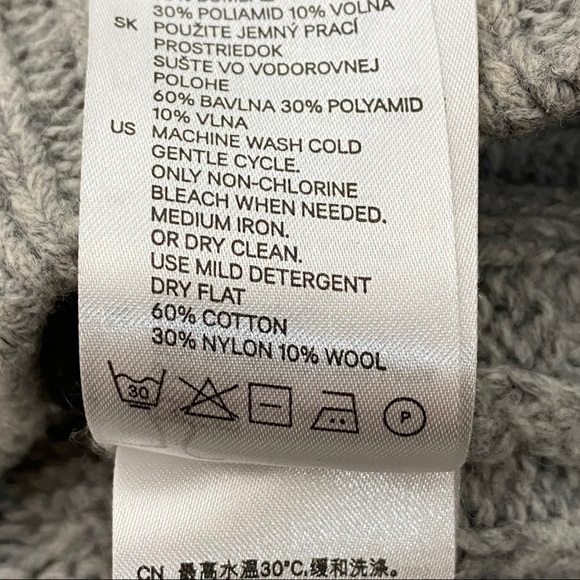 30% POLIAMID 10% VOLNA
SK POUŽITE JEMNÝ PRACÍ
PROSTRIEDOK
SUŠTE VO VODOROVNEJ
POLOHE
60% BAVLNA 30% POLYAMID
10% VLNA
US MACHINE WASH COLD
GENTLE CYCLE.
ONLY NON-CHLORINE
BLEACH WHEN NEEDED.
MEDIUM IRON.
OR DRY CLEAN.
USE MILD DETERGENT
DRY FLAT
60% COTTON
30% NYLON 10% WOOL
30 P
CN 最高水温30°C,缓和洗涤。